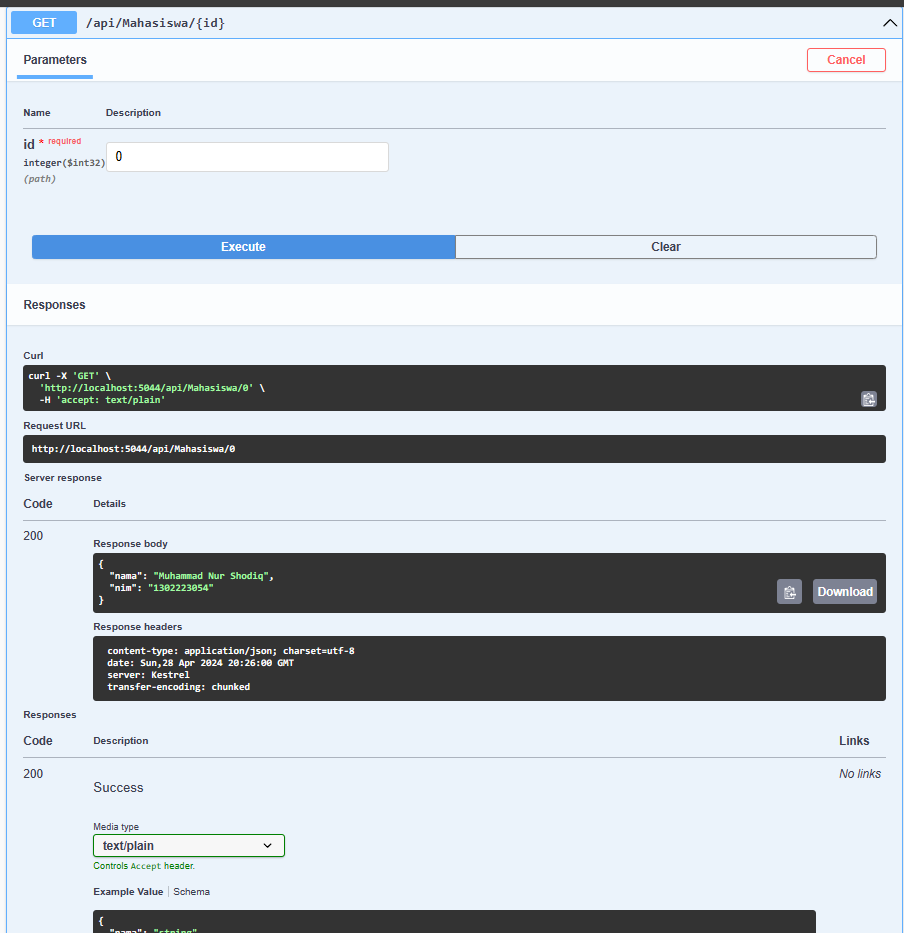 GET /api/Mahasiswa/{id}
Parameters
Cancel
Name Description
id * required
integer($int32)
(path)
0
Execute Clear
Responses
Curl
curl -X 'GET' \
'http://localhost:5044/api/Mahasiswa/0' \
-H 'accept: text/plain'
Request URL
http://localhost:5044/api/Mahasiswa/0
Server response
Code Details
200
Response body
{
"nama": "Muhammad Nur Shodiq",
"nim": "1302223054"
}
Download
Response headers
content-type: application/json; charset=utf-8
date: Sun,28 Apr 2024 20:26:00 GMT
server: Kestrel
transfer-encoding: chunked
Responses
Code Description Links
200 No links
Success
Media type
text/plain
Controls Accept header.
Example Value | Schema
{
"nama": "string"